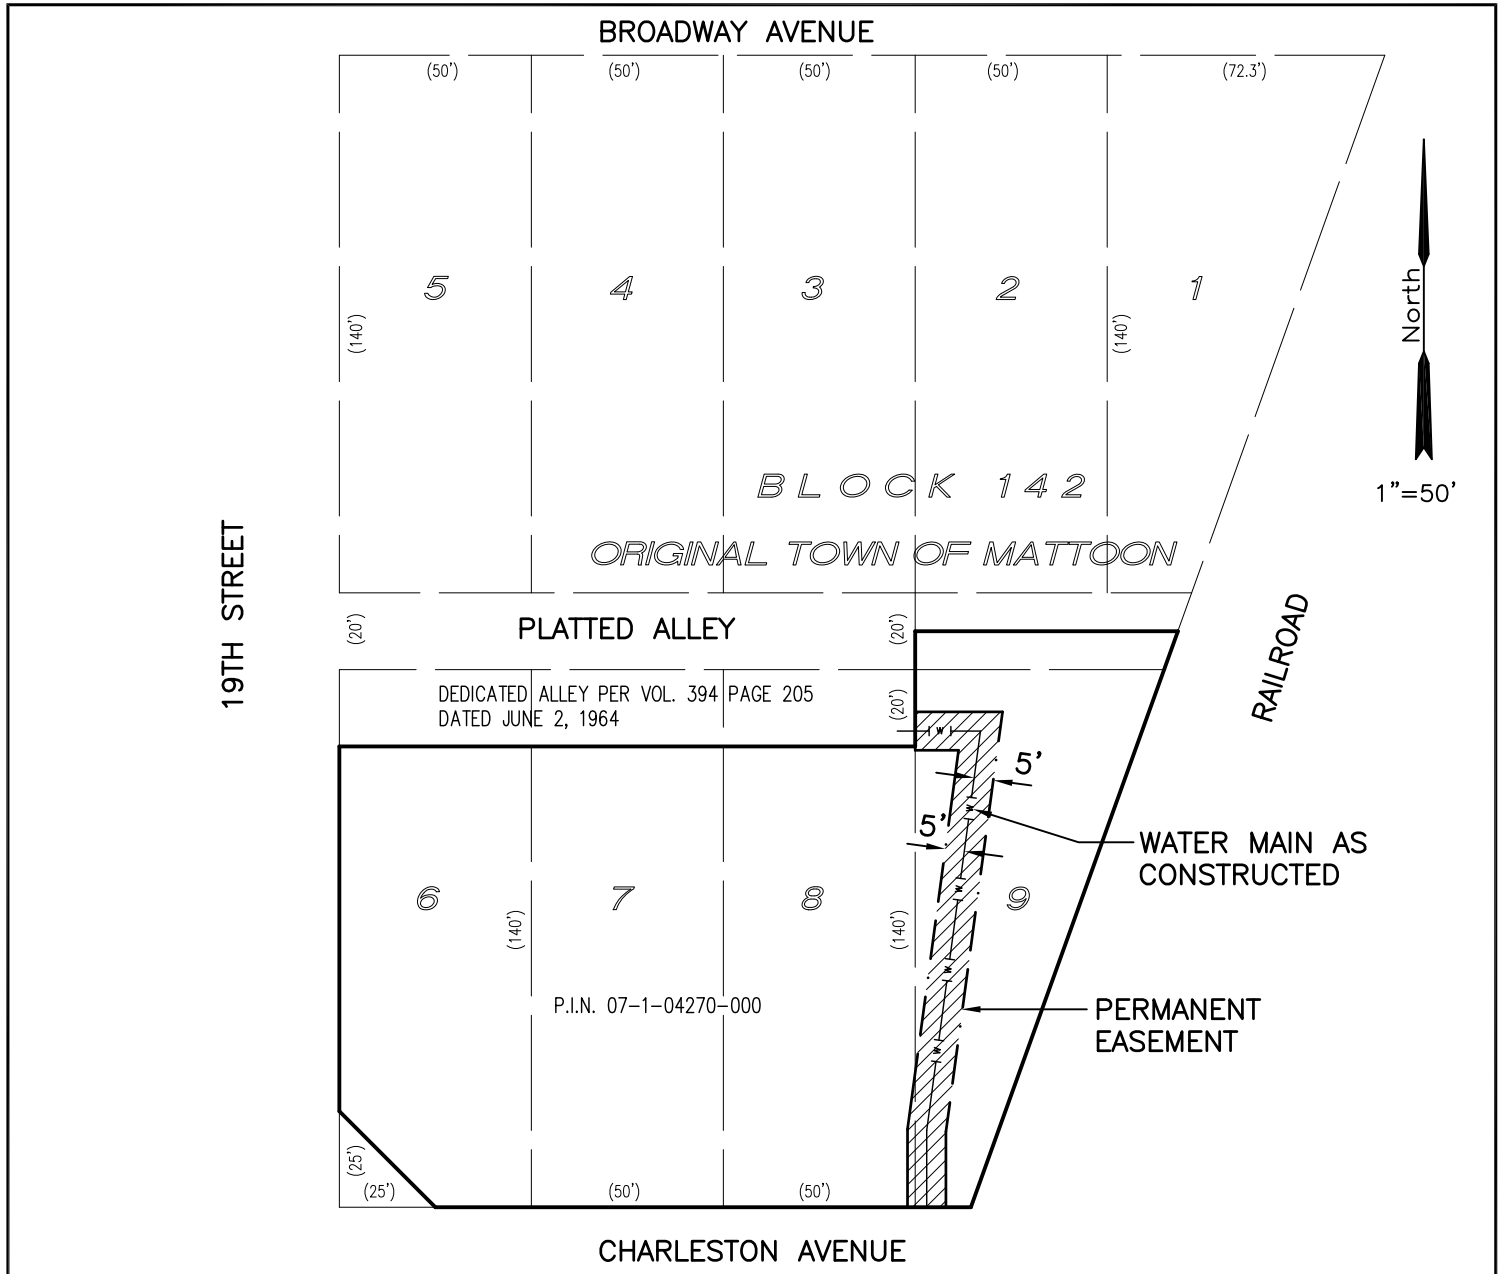 BROADWAY AVENUE
(50')
(50')
(50')
(50')
(72.3')
5
4
3
2
1
(140')
(140')
North
1"=50'
BLOCK 142
ORIGINAL TOWN OF MATTOON
19TH STREET
(20')
PLATTED ALLEY
(20')
RAILROAD
DEDICATED ALLEY PER VOL. 394 PAGE 205
DATED JUNE 2, 1964
(20')
W
5'
W
5'
WATER MAIN AS
CONSTRUCTED
6
7
8
9
W
(140')
(140')
W
P.I.N. 07-1-04270-000
PERMANENT
EASEMENT
W
(25')
(25')
(50')
(50')
CHARLESTON AVENUE